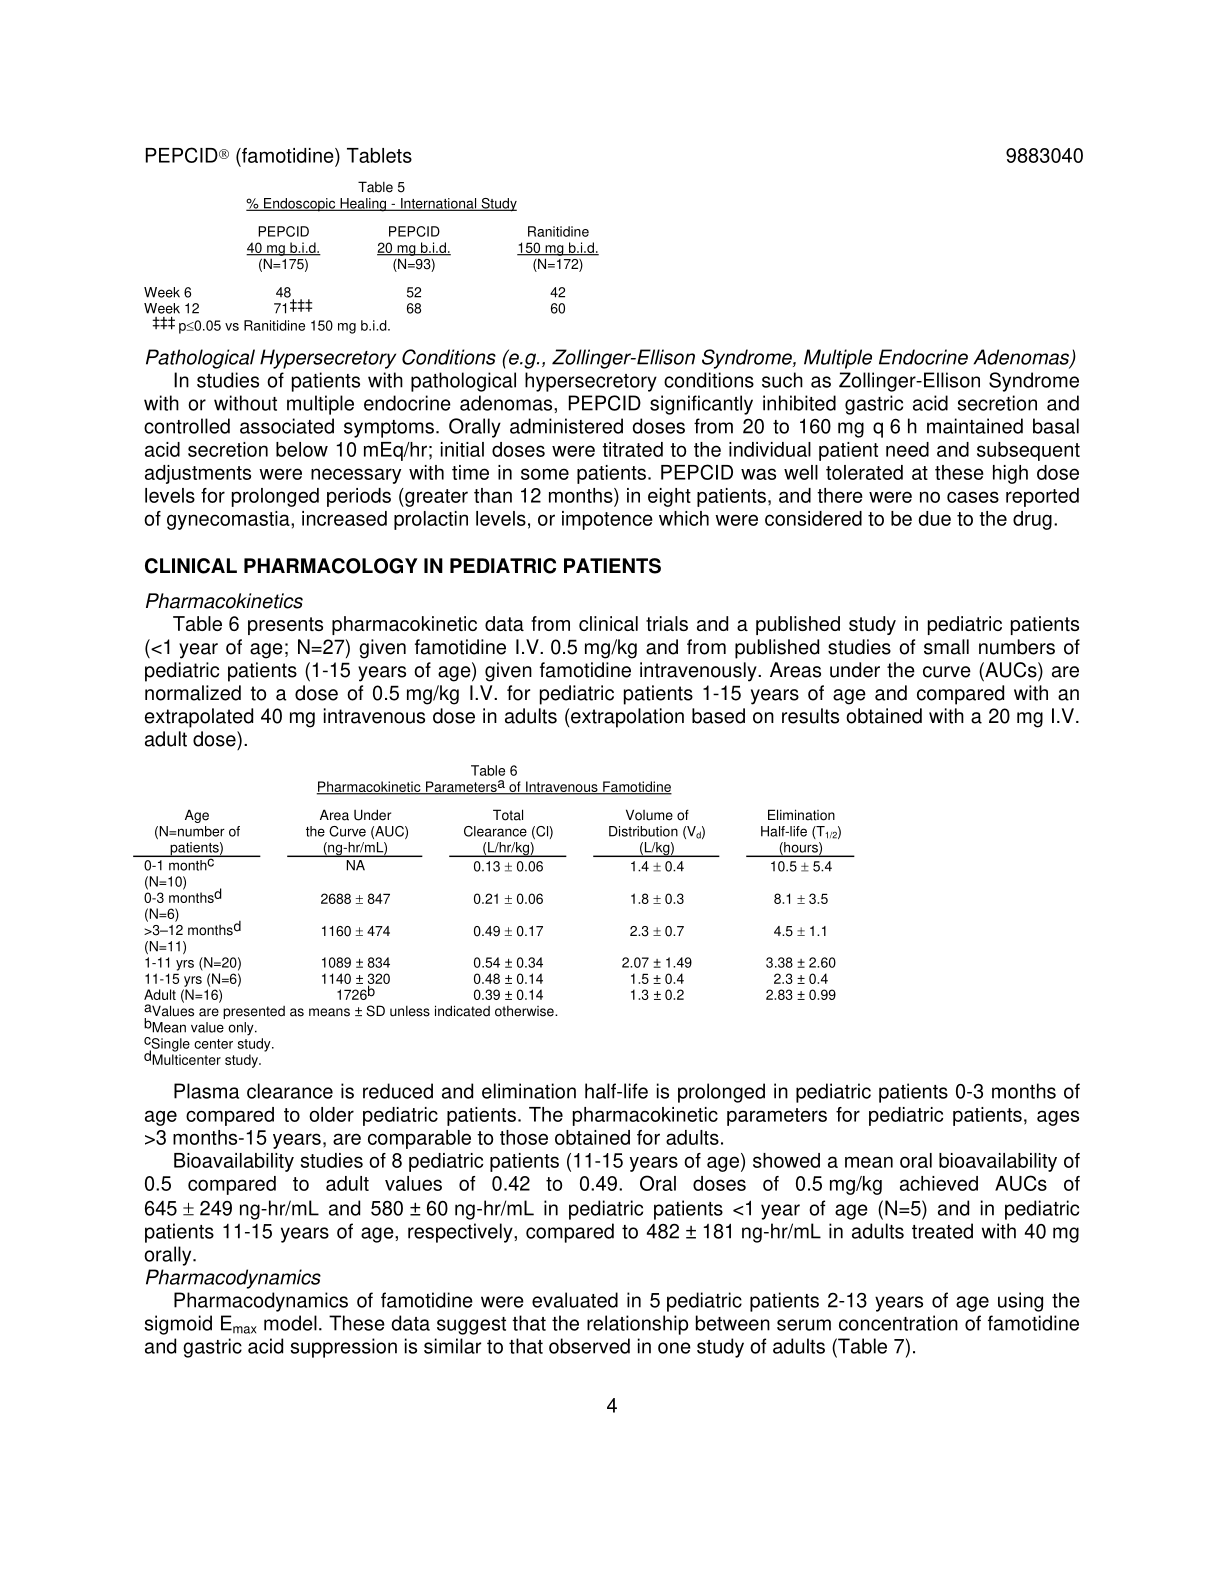 PEPCID® (famotidine) Tablets 9883040
Table 5
% Endoscopic Healing - International Study
PEPCID PEPCID Ranitidine
40 mg b.i.d. 20 mg b.i.d. 150 mg b.i.d.
(N=175) (N=93) (N=172)
Week 6 48 52 42
Week 12 71‡‡‡ 68 60
‡‡‡ p≤0.05 vs Ranitidine 150 mg b.i.d.
Pathological Hypersecretory Conditions (e.g., Zollinger-Ellison Syndrome, Multiple Endocrine Adenomas)
In studies of patients with pathological hypersecretory conditions such as Zollinger-Ellison Syndrome
with or without multiple endocrine adenomas, PEPCID significantly inhibited gastric acid secretion and
controlled associated symptoms. Orally administered doses from 20 to 160 mg q 6 h maintained basal
acid secretion below 10 mEq/hr; initial doses were titrated to the individual patient need and subsequent
adjustments were necessary with time in some patients. PEPCID was well tolerated at these high dose
levels for prolonged periods (greater than 12 months) in eight patients, and there were no cases reported
of gynecomastia, increased prolactin levels, or impotence which were considered to be due to the drug.
CLINICAL PHARMACOLOGY IN PEDIATRIC PATIENTS
Pharmacokinetics
Table 6 presents pharmacokinetic data from clinical trials and a published study in pediatric patients
(<1 year of age; N=27) given famotidine I.V. 0.5 mg/kg and from published studies of small numbers of
pediatric patients (1-15 years of age) given famotidine intravenously. Areas under the curve (AUCs) are
normalized to a dose of 0.5 mg/kg I.V. for pediatric patients 1-15 years of age and compared with an
extrapolated 40 mg intravenous dose in adults (extrapolation based on results obtained with a 20 mg I.V.
adult dose).
Table 6
Pharmacokinetic Parametersa of Intravenous Famotidine
Age Area Under Total Volume of Elimination
(N=number of the Curve (AUC) Clearance (Cl) Distribution (Vd) Half-life (T1/2)
patients) (ng-hr/mL) (L/hr/kg) (L/kg) (hours)
0-1 monthc NA 0.13 ± 0.06 1.4 ± 0.4 10.5 ± 5.4
(N=10)
0-3 monthsd 2688 ± 847 0.21 ± 0.06 1.8 ± 0.3 8.1 ± 3.5
(N=6)
>3–12 monthsd 1160 ± 474 0.49 ± 0.17 2.3 ± 0.7 4.5 ± 1.1
(N=11)
1-11 yrs (N=20) 1089 ± 834 0.54 ± 0.34 2.07 ± 1.49 3.38 ± 2.60
11-15 yrs (N=6) 1140 ± 320 0.48 ± 0.14 1.5 ± 0.4 2.3 ± 0.4
Adult (N=16) 1726b 0.39 ± 0.14 1.3 ± 0.2 2.83 ± 0.99
aValues are presented as means ± SD unless indicated otherwise.
bMean value only.
cSingle center study.
dMulticenter study.
Plasma clearance is reduced and elimination half-life is prolonged in pediatric patients 0-3 months of
age compared to older pediatric patients. The pharmacokinetic parameters for pediatric patients, ages
>3 months-15 years, are comparable to those obtained for adults.
Bioavailability studies of 8 pediatric patients (11-15 years of age) showed a mean oral bioavailability of
0.5 compared to adult values of 0.42 to 0.49. Oral doses of 0.5 mg/kg achieved AUCs of
645 ± 249 ng-hr/mL and 580 ± 60 ng-hr/mL in pediatric patients <1 year of age (N=5) and in pediatric
patients 11-15 years of age, respectively, compared to 482 ± 181 ng-hr/mL in adults treated with 40 mg
orally.
Pharmacodynamics
Pharmacodynamics of famotidine were evaluated in 5 pediatric patients 2-13 years of age using the
sigmoid Emax model. These data suggest that the relationship between serum concentration of famotidine
and gastric acid suppression is similar to that observed in one study of adults (Table 7).
4